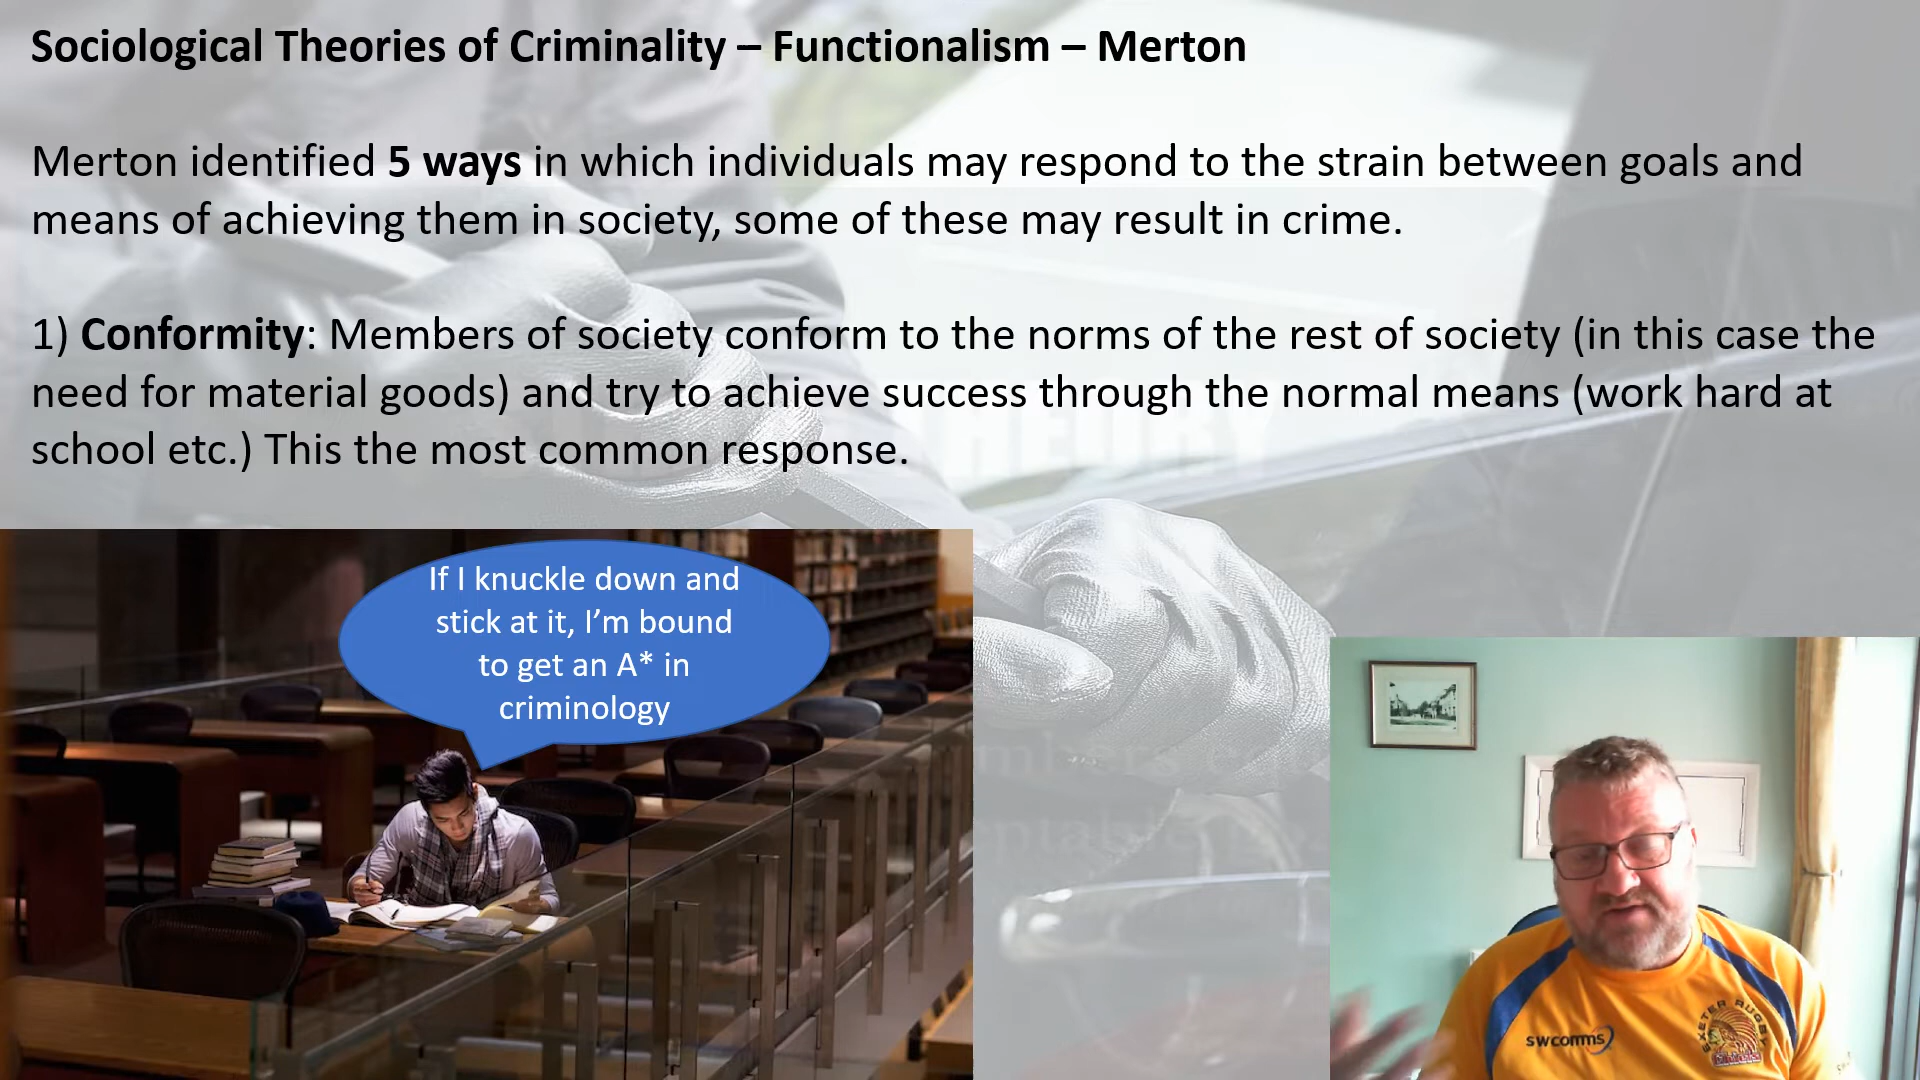 Sociological Theories of Criminality – Functionalism – Merton
Merton identified 5 ways in which individuals may respond to the strain between goals and
means of achieving them in society, some of these may result in crime.
1) Conformity: Members of society conform to the norms of the rest of society (in this case the
need for material goods) and try to achieve success through the normal means (work hard at
school etc.) This the most common response.
If I knuckle down and
stick at it, I’m bound
to get an A* in
criminology
swcomms
EXETER RUGBY